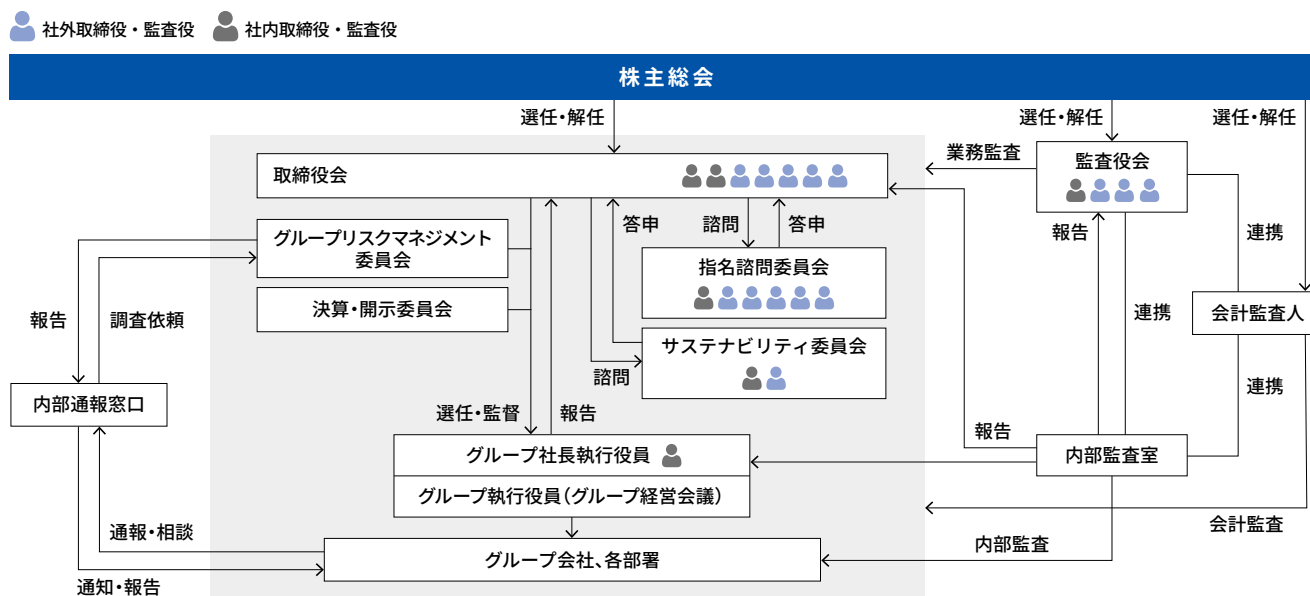 社外取締役・監査役
社内取締役・監査役
株主総会
選任・解任
選任・解任
選任・解任
取締役会
業務監査
監査役会
グループリスクマネジメント
委員会
答申
諮問
答申
報告
連携
指名諮問委員会
決算・開示委員会
会計監査人
報告
調査依頼
連携
サステナビリティ委員会
諮問
連携
内部通報窓口
選任・監督
報告
報告
グループ社長執行役員
内部監査室
グループ執行役員(グループ経営会議)
会計監査
通報・相談
内部監査
グループ会社、各部署
通知・報告